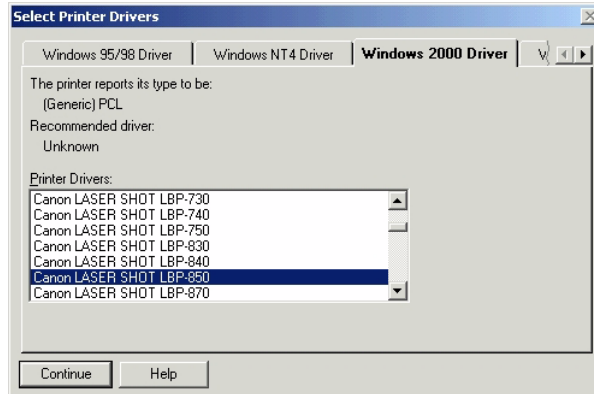 Select Printer Drivers
Windows 95/98 Driver
Windows NT4 Driver
Windows 2000 Driver
The printer reports its type to be:
(Generic) PCL
Recommended driver:
Unknown
Printer Drivers:
Canon LASER SHOT LBP-730
Canon LASER SHOT LBP-740
Canon LASER SHOT LBP-750
Canon LASER SHOT LBP-830
Canon LASER SHOT LBP-840
Canon LASER SHOT LBP-850
Canon LASER SHOT LBP-870
Continue
Help